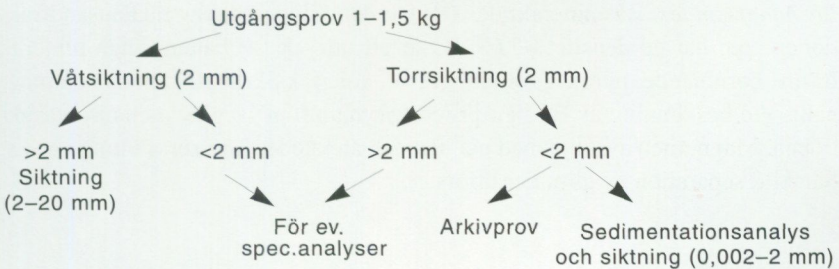 Utgångsprov 1–1,5 kg
Våtsiktning (2 mm)
Torrsiktning (2 mm)
>2 mm
Siktning
(2–20 mm)
<2 mm
>2 mm
<2 mm
För ev.
spec.analyser
Arkivprov
Sedimentationsanalys
och siktning (0,002–2 mm)